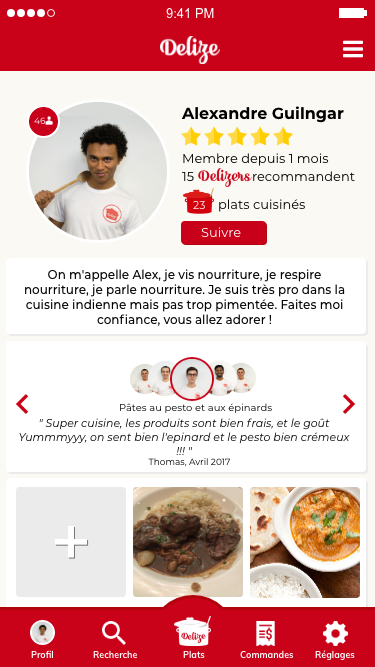 9:41 PM
Delize
46
Alexandre Guilngar
Membre depuis 1 mois
15 Delizers recommandent
23 plats cuisinés
Suivre
On m'appelle Alex, je vis nourriture, je respire
nourriture, je parle nourriture. Je suis très pro dans la
cuisine indienne mais pas trop pimentée. Faites moi
confiance, vous allez adorer !
Pâtes au pesto et aux épinards
" Super cuisine, les produits sont bien frais, et le goût
Yummmyyy, on sent bien l'epinard et le pesto bien crémeux
!!! "
Thomas, Avril 2017
Delize
Profil
Recherche
Plats
Commandes
Réglages